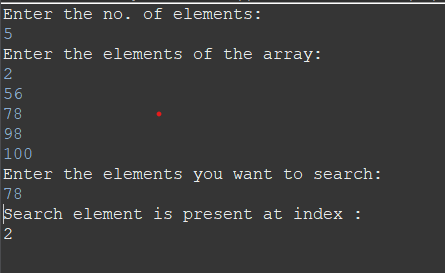 Enter the no. of elements:
5
Enter the elements of the array:
2
56
78
98
100
Enter the elements you want to search:
78
Search element is present at index :
2